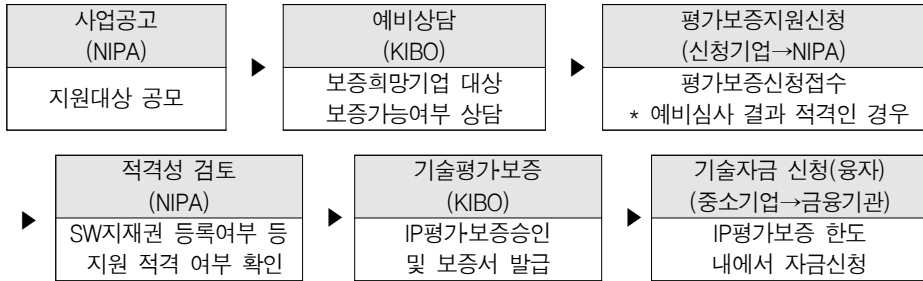 사업공고
(NIPA)
지원대상 공모
▶
예비상담
(KIBO)
보증희망기업 대상
보증가능여부 상담
▶
평가보증지원신청
(신청기업→NIPA)
평가보증신청접수
* 예비심사 결과 적격인 경우
▶
적격성 검토
(NIPA)
SW지재권 등록여부 등
지원 적격 여부 확인
▶
기술평가·보증
(KIBO)
IP평가·보증승인
및 보증서 발급
▶
기술자금 신청(융자)
(중소기업→금융기관)
IP평가보증 한도
내에서 자금신청